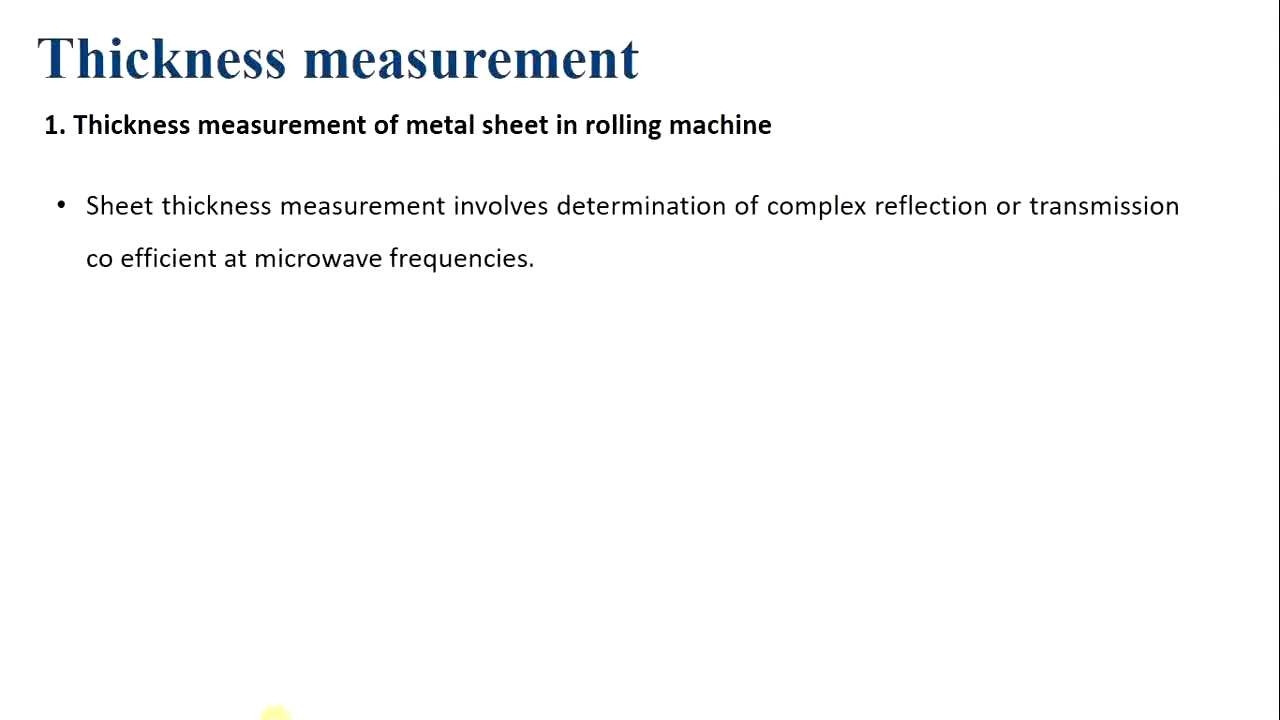 Thickness measurement
1. Thickness measurement of metal sheet in rolling machine
• Sheet thickness measurement involves determination of complex reflection or transmission
co efficient at microwave frequencies.